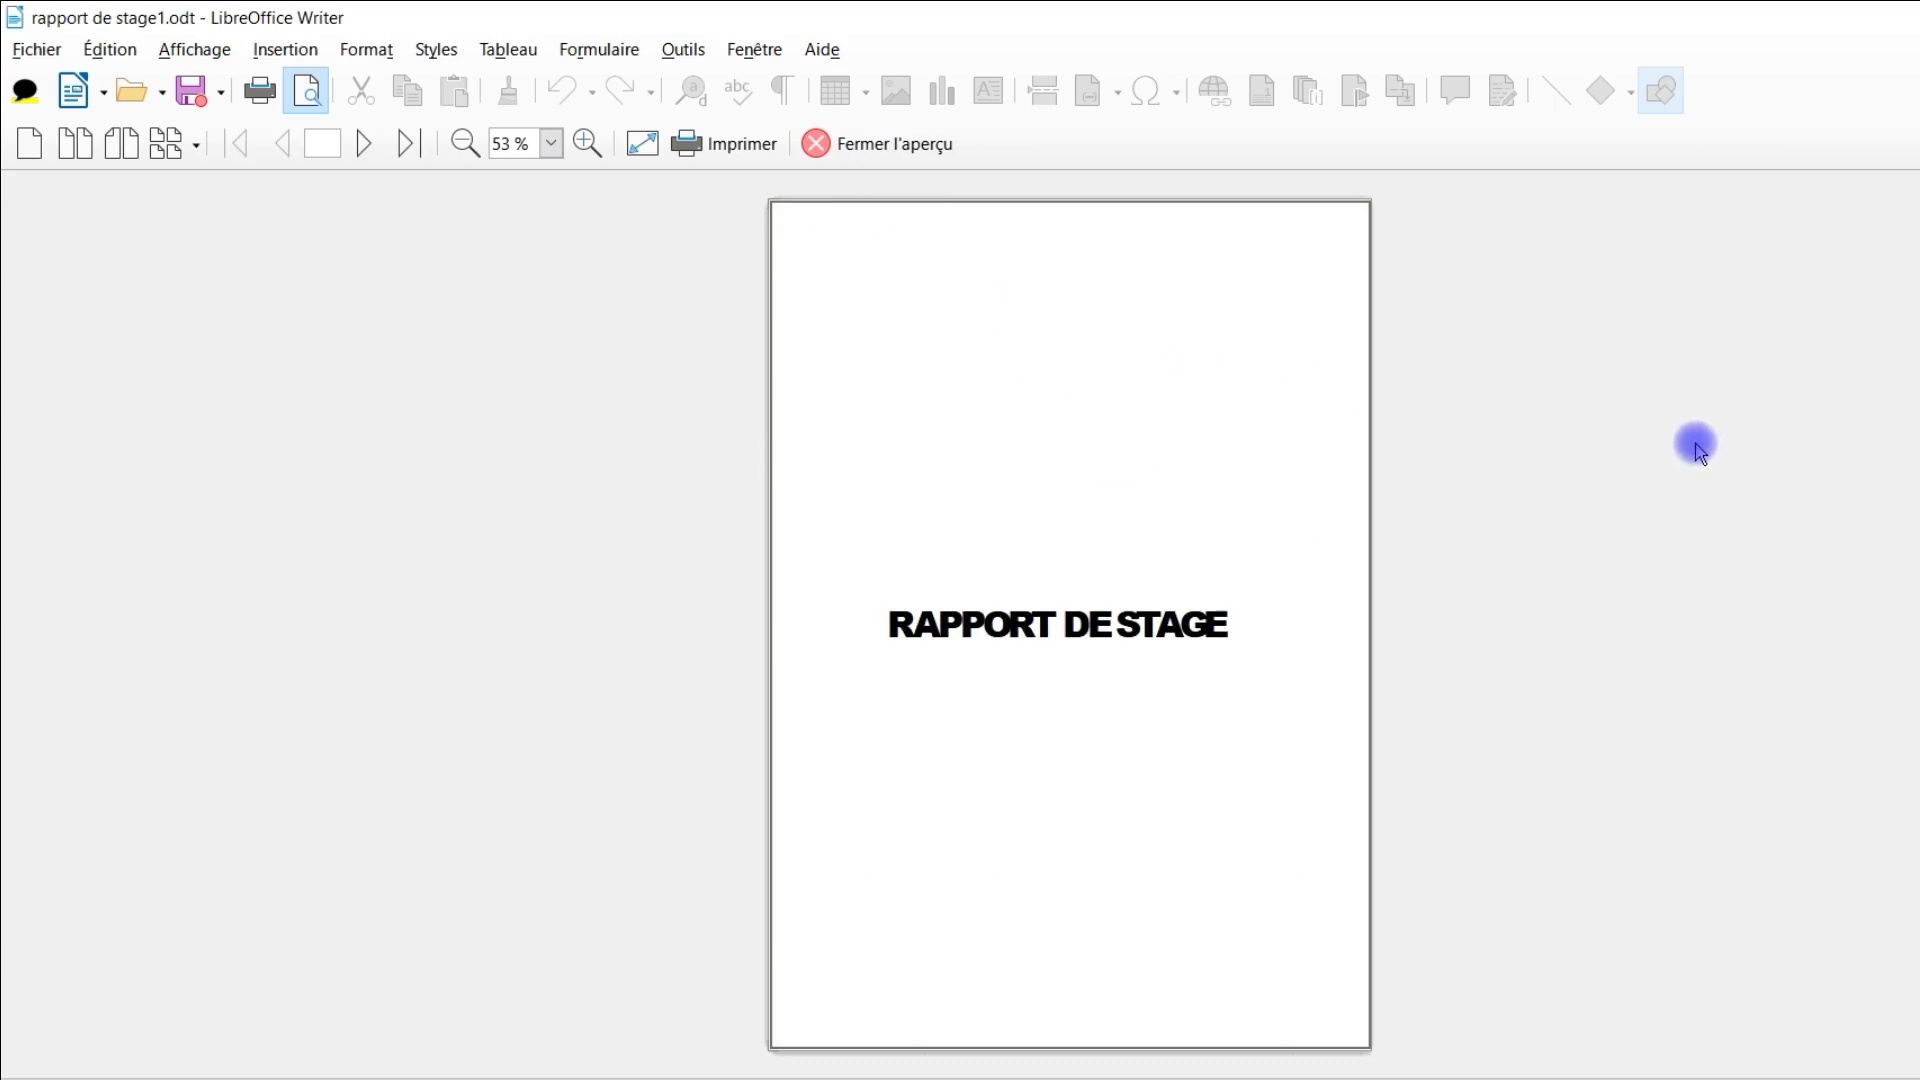 rapport de stage1.odt - LibreOffice Writer
Fichier Édition Affichage Insertion Format Styles Tableau Formulaire Outils Fenêtre Aide
53 % Imprimer Fermer l'aperçu
RAPPORT DE STAGE